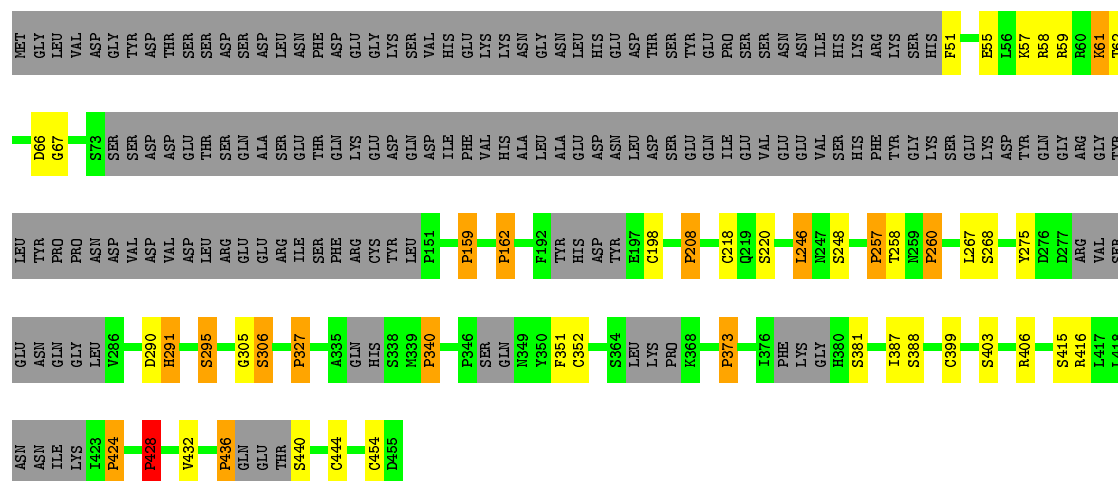 MET GLY LEU VAL ASP GLY TYR ASP THR SER SER ASP SER ASP LEU ASN PHE ASP GLU GLY LYS SER VAL HIS GLU LYS LYS ASN GLY ASN LEU HIS GLU ASP THR SER TYR GLU PRO SER SER ASN ASN ILE HIS LYS ARG LYS SER HIS F51 E55 L56 K57 R58 R59 R60 K61 T62
D66 G67 S73 SER SER ASP ASP GLU THR SER GLN ALA SER GLU THR GLN LYS GLU ASP GLN ASP ILE PHE VAL HIS ALA LEU ALA GLU ASP ASN LEU ASP SER GLU GLN ILE GLU VAL GLU GLU VAL SER HIS PHE TYR GLY LYS SER GLU LYS ASP TYR GLN GLY ARG GLY TYR
LEU TYR PRO PRO ASN ASP VAL ASP VAL ASP LEU ARG GLU GLU ARG ILE SER PHE ARG CYS TYR LEU P151 P159 P162 F192 TYR HIS ASP TYR E197 C198 P208 C218 Q219 S220 L246 N247 S248 P257 T258 N259 P260 L267 S268 Y275 D276 D277 ARG VAL SER
GLU ASN GLN GLY LEU V286 D290 H291 S295 G305 S306 P327 A335 GLN HIS S338 M339 P340 P346 SER GLN N349 Y350 F351 C352 S364 LEU LYS PRO K368 P373 I376 PHE LYS GLY H380 S381 I387 S388 C399 S403 R406 S415 R416 L417 L418
ASN ASN ILE LYS I423 P424 P428 V432 P436 GLN GLU THR S440 C444 C454 D455